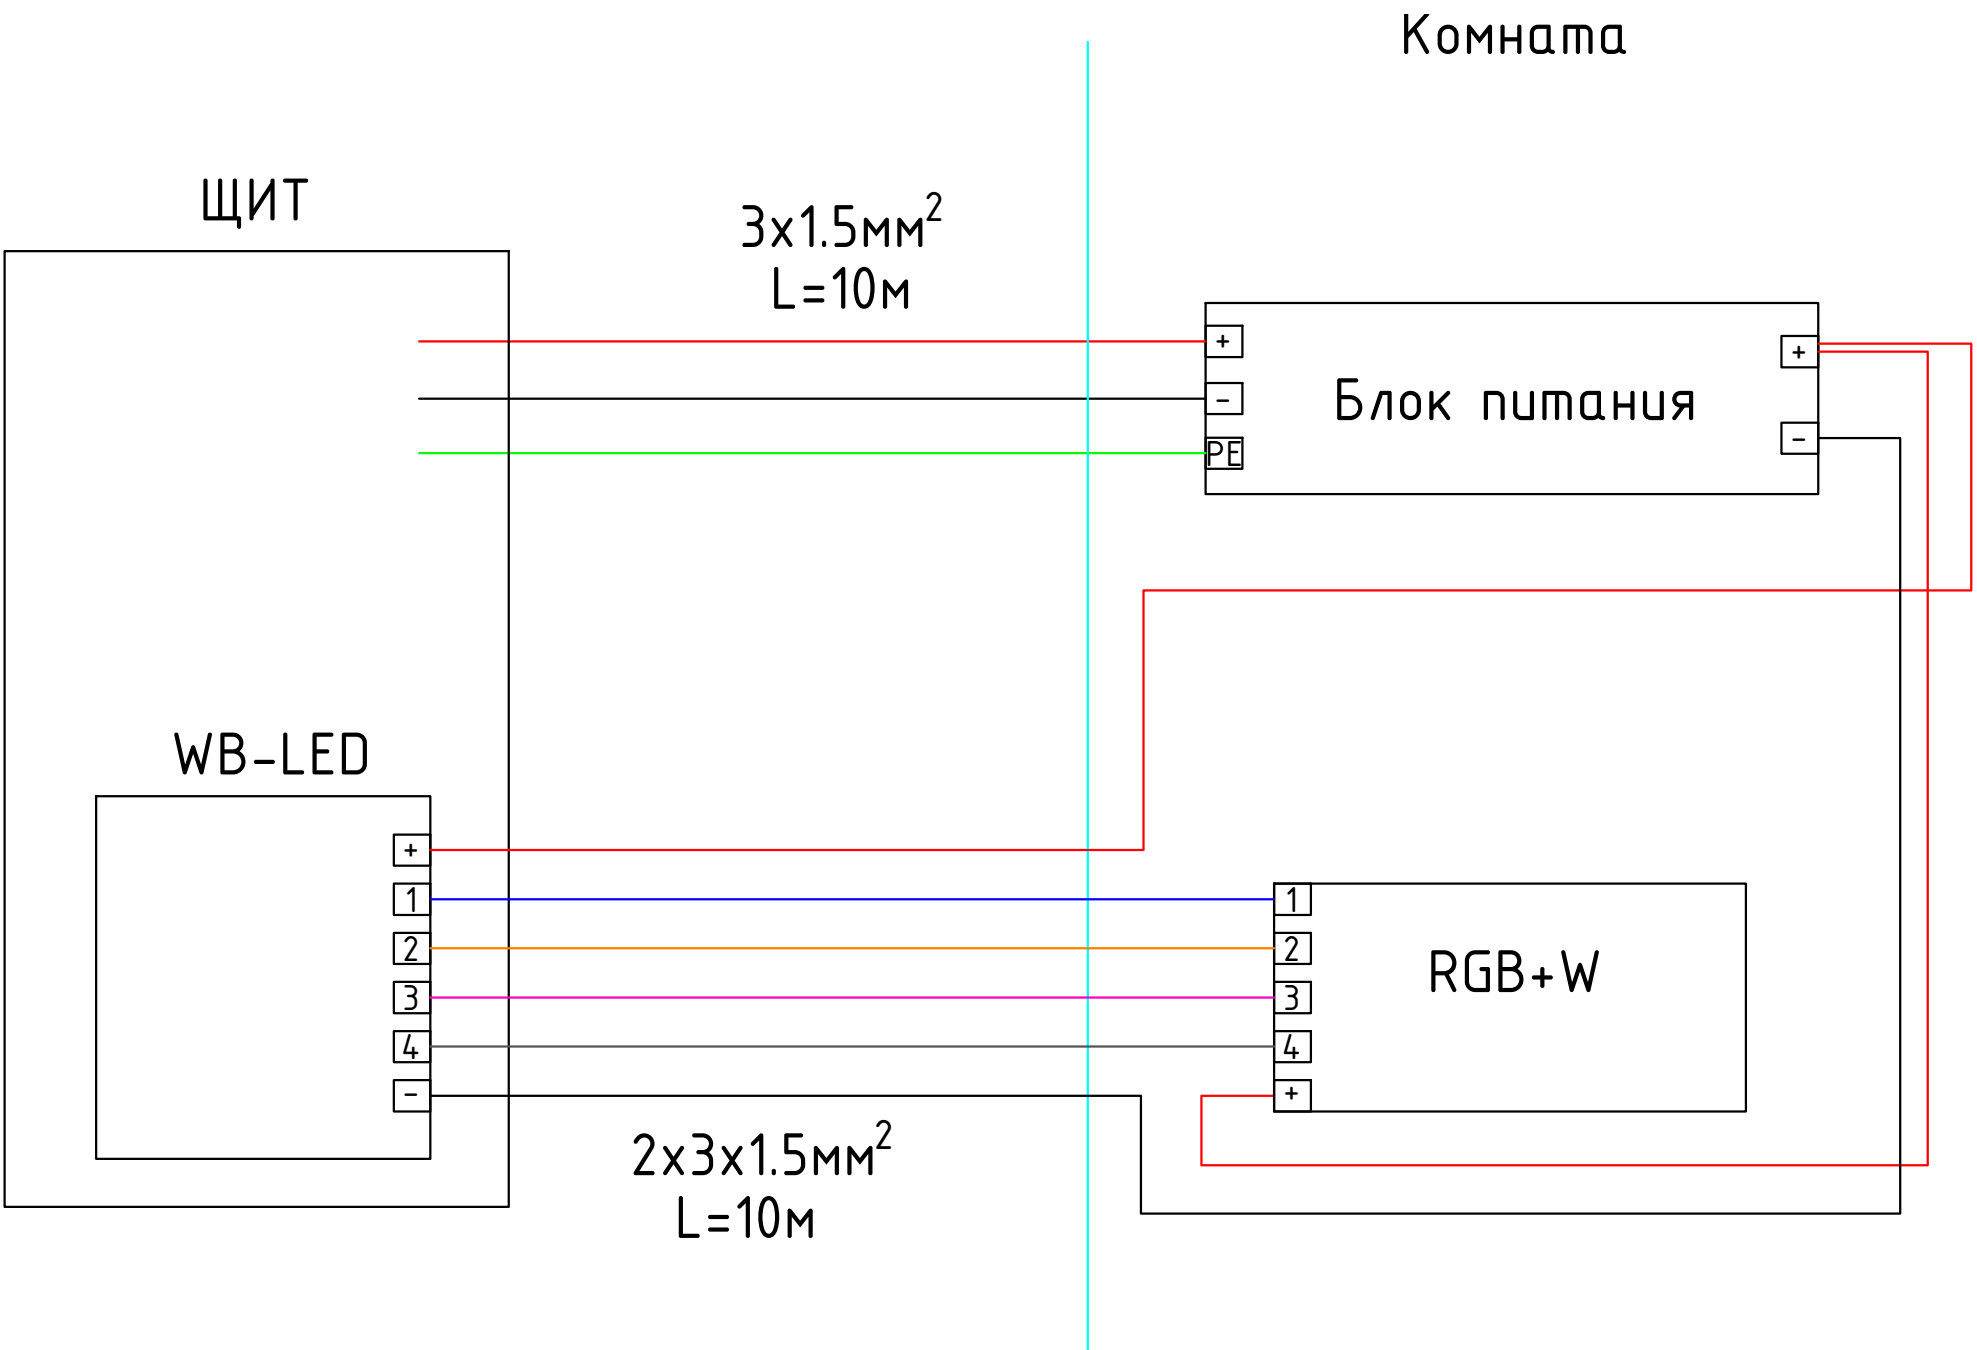 Комната
ЩИТ
3x1.5мм²
L=10м
+
+
-
Блок питания
-
PE
WB-LED
+
1
1
2
2
3
RGB+W
3
4
4
-
+
2x3x1.5мм²
L=10м